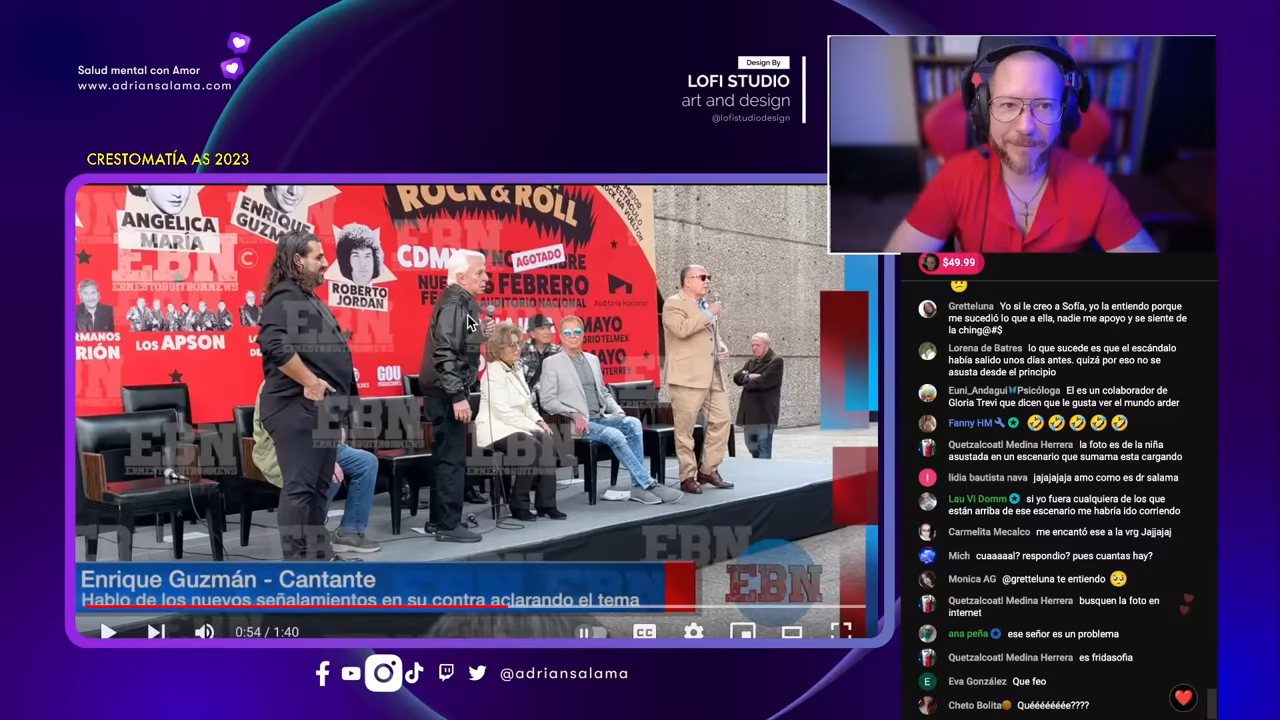 Salud mental con Amor
www.adriansalama.com
Design By
LOFI STUDIO
art and design
@lofistudiodesign
CRESTOMATÍA AS 2023
ROCK & ROLL
ANGÉLICA
MARÍA
ENRIQUE
GUZMÁN
ROBERTO
JORDAN
CDMX
AGOTADO
FEBRERO
AUDITORIO NACIONAL
Auditorio Nacional
MAYO
MAYO
LOS APSON
GOU
EBN
ERNESTOBUITRONNEWS
EBN
Enrique Guzmán - Cantante
Hablo de los nuevos señalamientos en su contra aclarando el tema
EBN
0:54 / 1:40
CC
@adriansalama
$49.99
Gretteluna Yo si le creo a Sofía, yo la entiendo porque
me sucedió lo que a ella, nadie me apoyo y se siente de
la ching@#$
Lorena de Batres lo que sucede es que el escándalo
había salido unos días antes. quizá por eso no se
asusta desde el principio
Euni_Andagui🦋Psicóloga El es un colaborador de
Gloria Trevi que dicen que le gusta ver el mundo arder
Fanny HM 🤣🤣🤣🤣🤣
Quetzalcoatl Medina Herrera la foto es de la niña
asustada en un escenario que sumama esta cargando
lidia bautista nava jajajajaja amo como es dr salama
Lau Vi Domm si yo fuera cualquiera de los que
están arriba de ese escenario me habría ido corriendo
Carmelita Mecalco me encantó ese a la vrg Jajjajaj
Mich cuaaaaal? respondio? pues cuantas hay?
Monica AG @gretteluna te entiendo 🥺
Quetzalcoatl Medina Herrera busquen la foto en
internet
ana peña ese señor es un problema
Quetzalcoatl Medina Herrera es fridasofia
E
Eva González Que feo
Cheto Bolita Quééééééée????